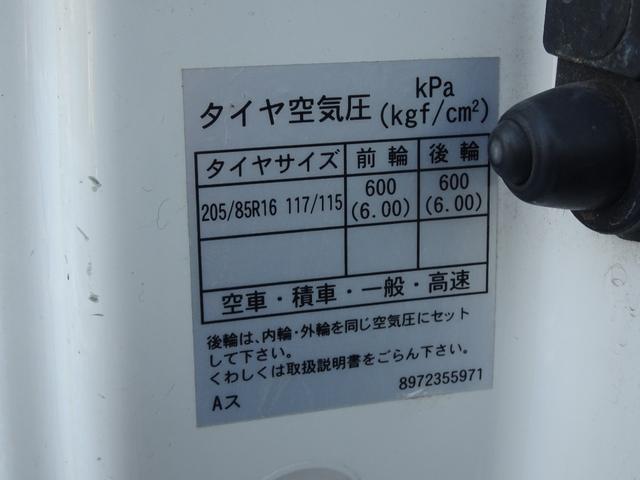 タイヤ空気圧 kPa (kgf/cm²)
タイヤサイズ 前輪 後輪
205/85R16 117/115 600 (6.00) 600 (6.00)
空車・積車・一般・高速
後輪は、内輪・外輪を同じ空気圧にセット
して下さい。
くわしくは取扱説明書をごらん下さい。
Aス 8972355971